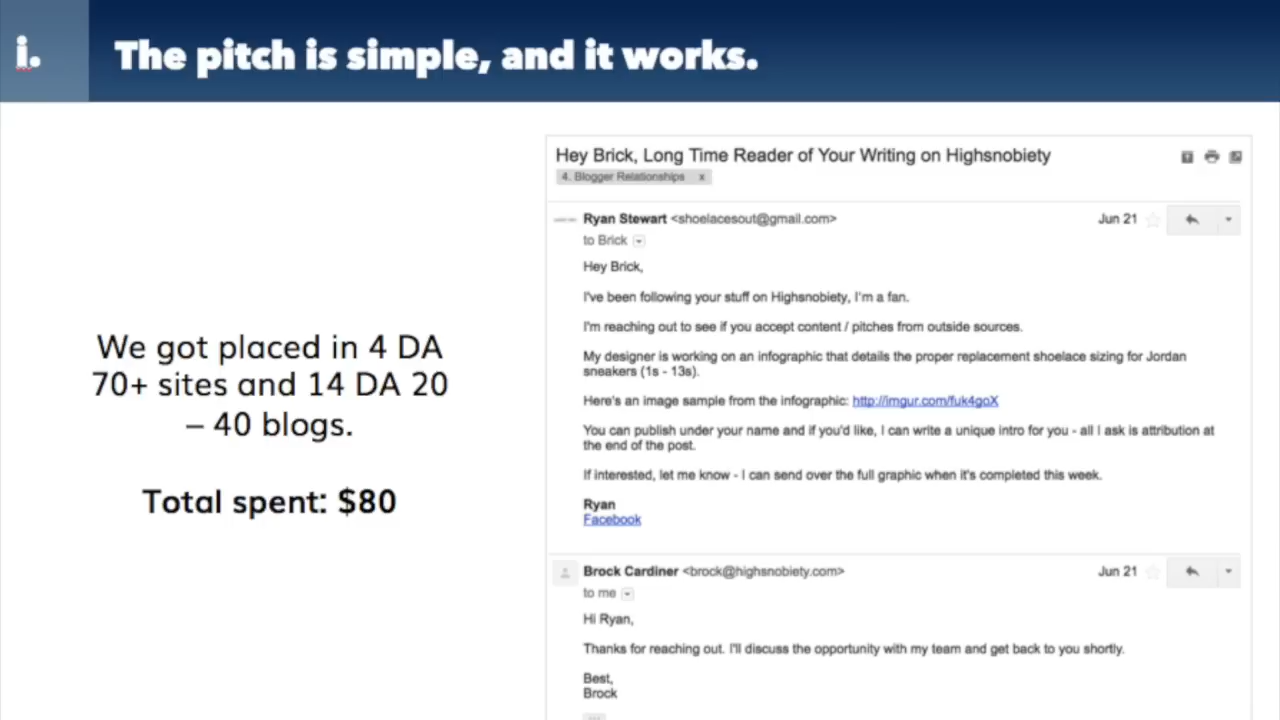 i.
The pitch is simple, and it works.
We got placed in 4 DA
70+ sites and 14 DA 20
– 40 blogs.
Total spent: $80
Hey Brick, Long Time Reader of Your Writing on Highsnobiety
4. Blogger Relationships x
Ryan Stewart <shoelacesout@gmail.com>
Jun 21
to Brick
Hey Brick,
I've been following your stuff on Highsnobiety, I'm a fan.
I'm reaching out to see if you accept content / pitches from outside sources.
My designer is working on an infographic that details the proper replacement shoelace sizing for Jordan
sneakers (1s - 13s).
Here's an image sample from the infographic: http://imgur.com/fuk4goX
You can publish under your name and if you'd like, I can write a unique intro for you - all I ask is attribution at
the end of the post.
If interested, let me know - I can send over the full graphic when it's completed this week.
Ryan
Facebook
Brock Cardiner <brock@highsnobiety.com>
Jun 21
to me
Hi Ryan,
Thanks for reaching out. I'll discuss the opportunity with my team and get back to you shortly.
Best,
Brock